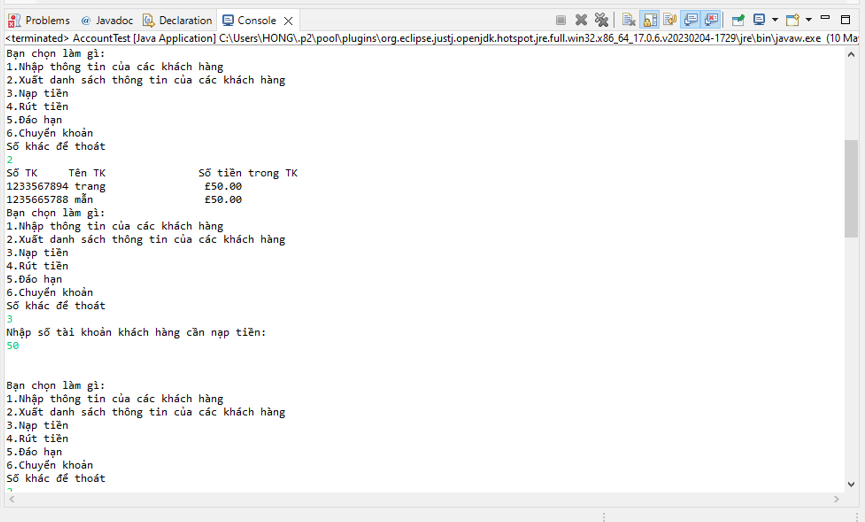 Problems @ Javadoc Declaration Console
<terminated> AccountTest [Java Application] C:\Users\HONG\.p2\pool\plugins\org.eclipse.justj.openjdk.hotspot.jre.full.win32.x86_64_17.0.6.v20230204-1729\jre\bin\javaw.exe (10 May
Bạn chọn làm gì:
1.Nhập thông tin của các khách hàng
2.Xuất danh sách thông tin của các khách hàng
3.Nạp tiền
4.Rút tiền
5.Đáo hạn
6.Chuyển khoản
Số khác để thoát
2
Số TK Tên TK Số tiền trong TK
1233567894 trang £50.00
1235665788 mẫn £50.00
Bạn chọn làm gì:
1.Nhập thông tin của các khách hàng
2.Xuất danh sách thông tin của các khách hàng
3.Nạp tiền
4.Rút tiền
5.Đáo hạn
6.Chuyển khoản
Số khác để thoát
3
Nhập số tài khoản khách hàng cần nạp tiền:
50
Bạn chọn làm gì:
1.Nhập thông tin của các khách hàng
2.Xuất danh sách thông tin của các khách hàng
3.Nạp tiền
4.Rút tiền
5.Đáo hạn
6.Chuyển khoản
Số khác để thoát